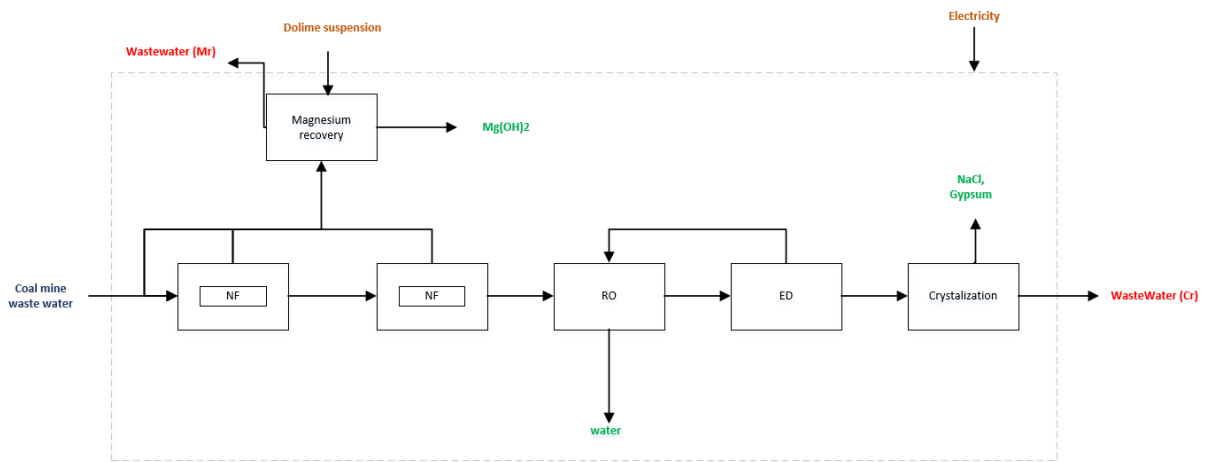 Electricity
Dolime suspension
Wastewater (Mr)
Magnesium
recovery
Mg(OH)2
NaCl,
Gypsum
Coal mine
waste water
NF
NF
RO
ED
Crystalization
WasteWater (Cr)
water